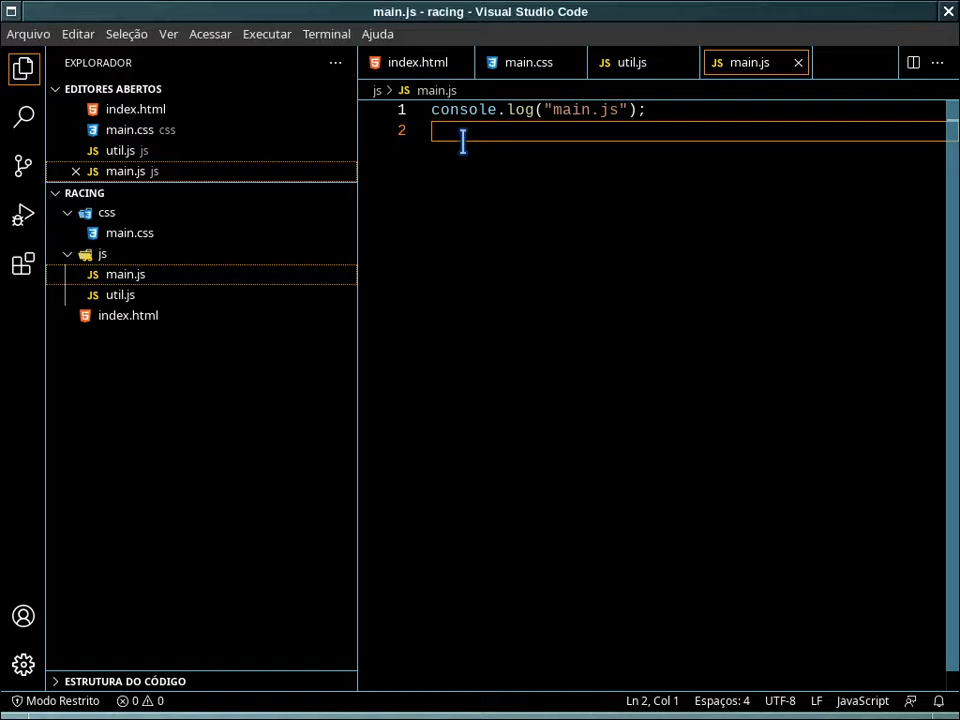 main.js - racing - Visual Studio Code
Arquivo Editar Seleção Ver Acessar Executar Terminal Ajuda
EXPLORADOR
EDITORES ABERTOS
index.html
main.css css
util.js js
main.js js
RACING
css
main.css
js
main.js
util.js
index.html
ESTRUTURA DO CÓDIGO
index.html main.css JS util.js JS main.js
js JS main.js
1 console.log("main.js");
2
Modo Restrito 0 0 Ln 2, Col 1 Espaços: 4 UTF-8 LF JavaScript